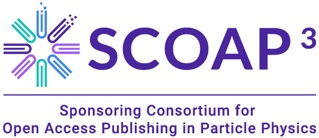 SCOAP³
Sponsoring Consortium for
Open Access Publishing in Particle Physics